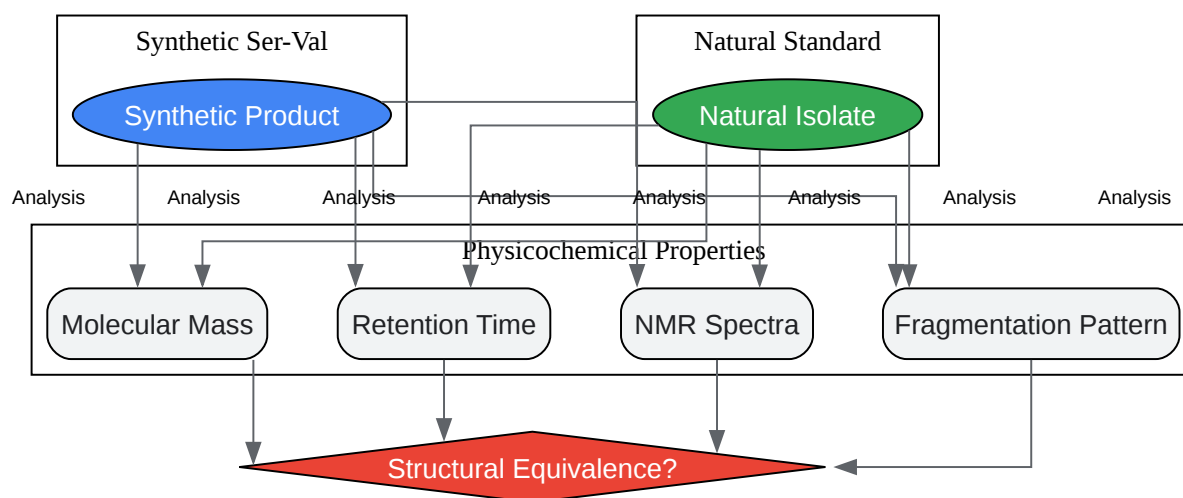 Synthetic Ser-Val
Natural Standard
Synthetic Product
Natural Isolate
Analysis
Analysis
Analysis
Analysis
Analysis
Analysis
Analysis
Analysis
Physicochemical Properties
Molecular Mass
Retention Time
NMR Spectra
Fragmentation Pattern
Structural Equivalence?